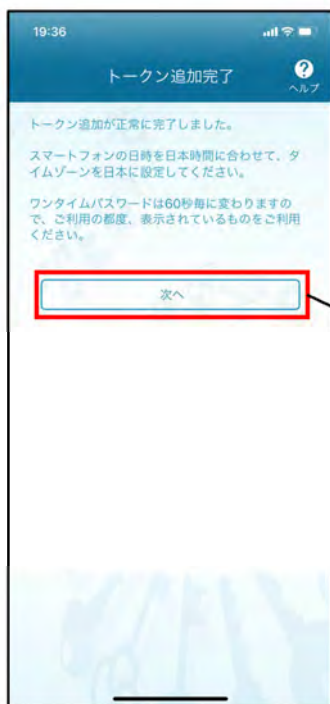 19:36
トークン追加完了
?
ヘルプ
トークン追加が正常に完了しました。
スマートフォンの日時を日本時間に合わせて、タ
イムゾーンを日本に設定してください。
ワンタイムパスワードは60秒毎に変わりますの
で、ご利用の都度、表示されているものをご利用
ください。
次へ